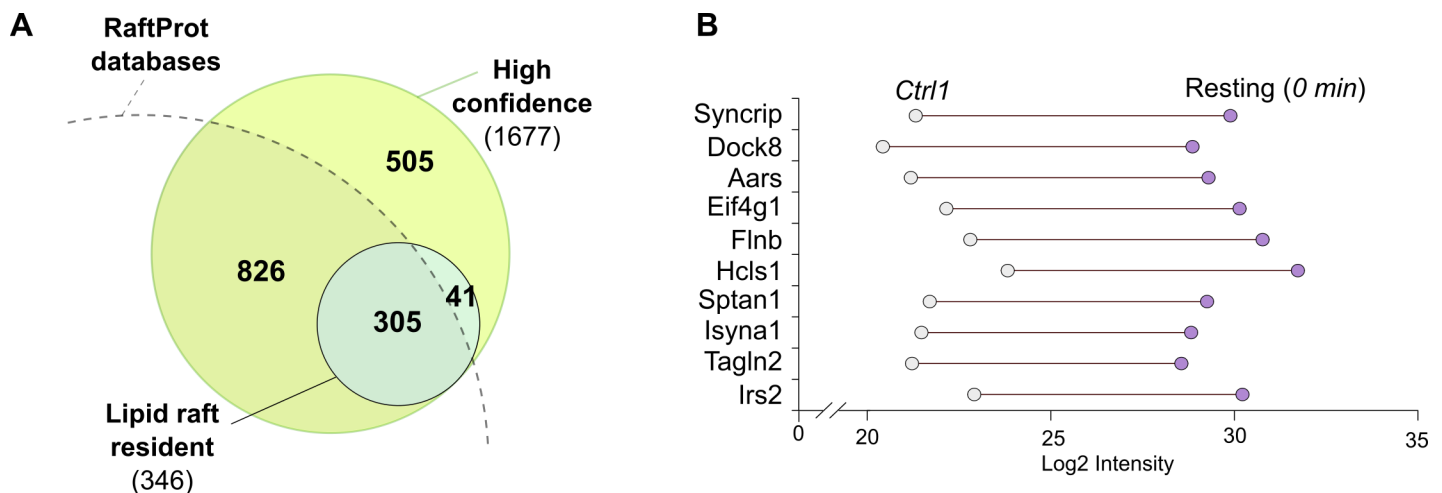 A
RaftProt
databases
High
confidence
(1677)
505
826
41
305
Lipid raft
resident
(346)
B
Ctrl1
Resting (0 min)
Syncrip
Dock8
Aars
Eif4g1
Flnb
Hcls1
Sptan1
Isyna1
Tagln2
Irs2
0 20 25 30 35
Log2 Intensity